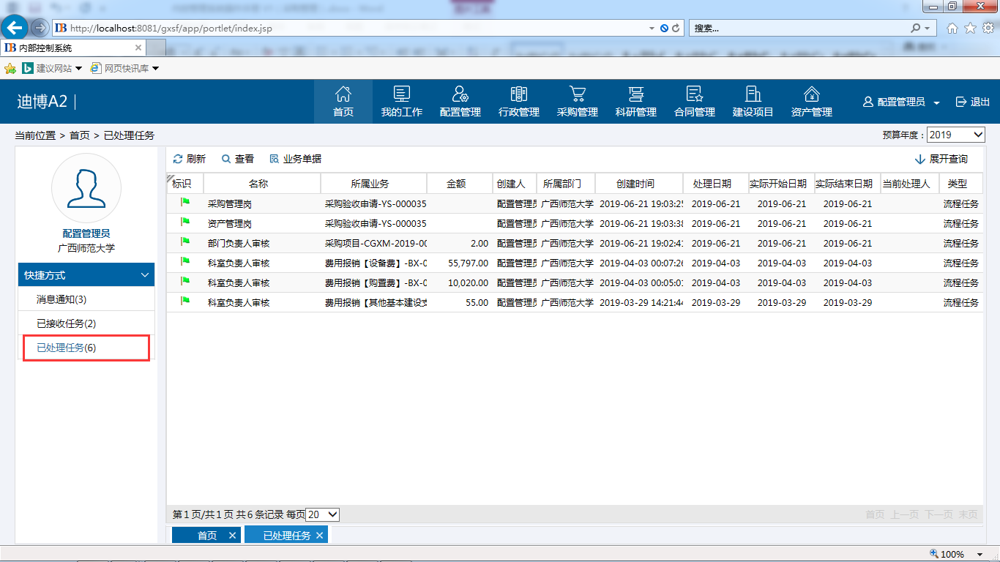 http://localhost:8081/gxsf/app/portlet/index.jsp
搜索...
内部控制系统
建议网站
网页快讯库
迪博A2
首页 我的工作 配置管理 行政管理 采购管理 科研管理 合同管理 建设项目 资产管理
配置管理员 退出
当前位置 > 首页 > 已处理任务
预算年度：2019
配置管理员
广西师范大学
快捷方式
消息通知(3)
已接收任务(2)
已处理任务(6)
刷新 查看 业务单据 展开查询
标识 名称 所属业务 金额 创建人 所属部门 创建时间 处理日期 实际开始日期 实际结束日期 当前处理人 类型
采购管理岗 采购验收申请-YS-000035 配置管理员 广西师范大学 2019-06-21 19:03:25 2019-06-21 2019-06-21 2019-06-21 流程任务
资产管理岗 采购验收申请-YS-000035 配置管理员 广西师范大学 2019-06-21 19:03:38 2019-06-21 2019-06-21 2019-06-21 流程任务
部门负责人审核 采购项目-CGXM-2019-00 2.00 配置管理员 广西师范大学 2019-06-21 19:02:41 2019-06-21 2019-06-21 2019-06-21 流程任务
科室负责人审核 费用报销【设备费】-BX-0 55,797.00 配置管理员 广西师范大学 2019-04-03 00:07:26 2019-04-03 2019-04-03 2019-04-03 流程任务
科室负责人审核 费用报销【购置费】-BX-0 10,020.00 配置管理员 广西师范大学 2019-04-03 00:05:01 2019-04-03 2019-04-03 2019-04-03 流程任务
科室负责人审核 费用报销【其他基本建设支 55.00 配置管理员 广西师范大学 2019-03-29 14:21:44 2019-03-29 2019-03-29 2019-03-29 流程任务
第1页/共1页 共6条记录 每页 20
首页 上一页 下一页 末页
首页 已处理任务
100%